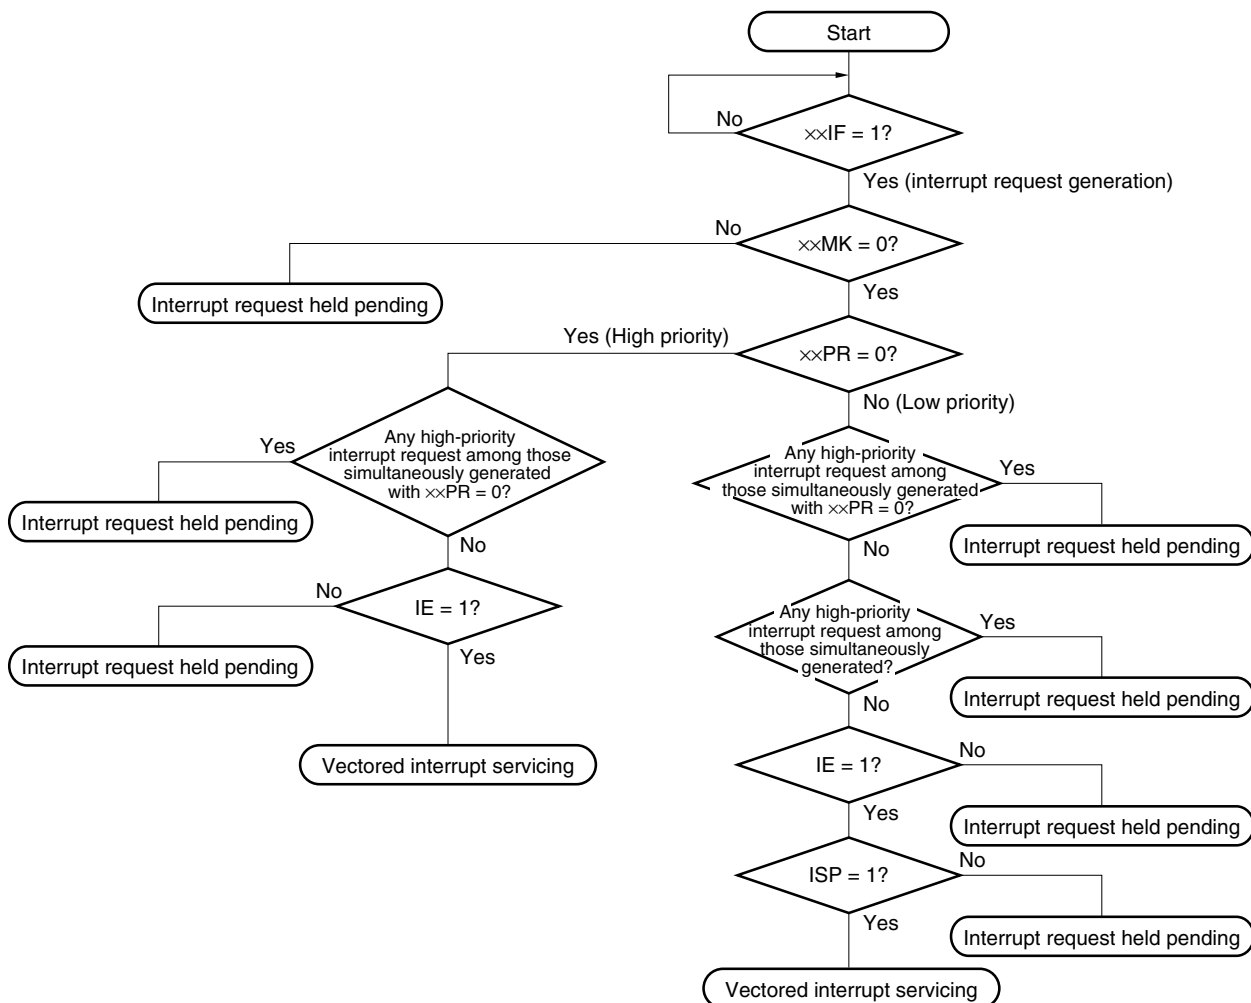 Start
No
××IF = 1?
Yes (interrupt request generation)
No
××MK = 0?
Interrupt request held pending
Yes
Yes (High priority)
××PR = 0?
No (Low priority)
Yes
Any high-priority
interrupt request among those
simultaneously generated
with ××PR = 0?
Interrupt request held pending
No
Any high-priority
interrupt request among
those simultaneously generated
with ××PR = 0?
Yes
Interrupt request held pending
No
No
IE = 1?
Interrupt request held pending
Yes
Vectored interrupt servicing
Any high-priority
interrupt request among
those simultaneously
generated?
Yes
Interrupt request held pending
No
IE = 1?
No
Interrupt request held pending
Yes
ISP = 1?
No
Interrupt request held pending
Yes
Vectored interrupt servicing